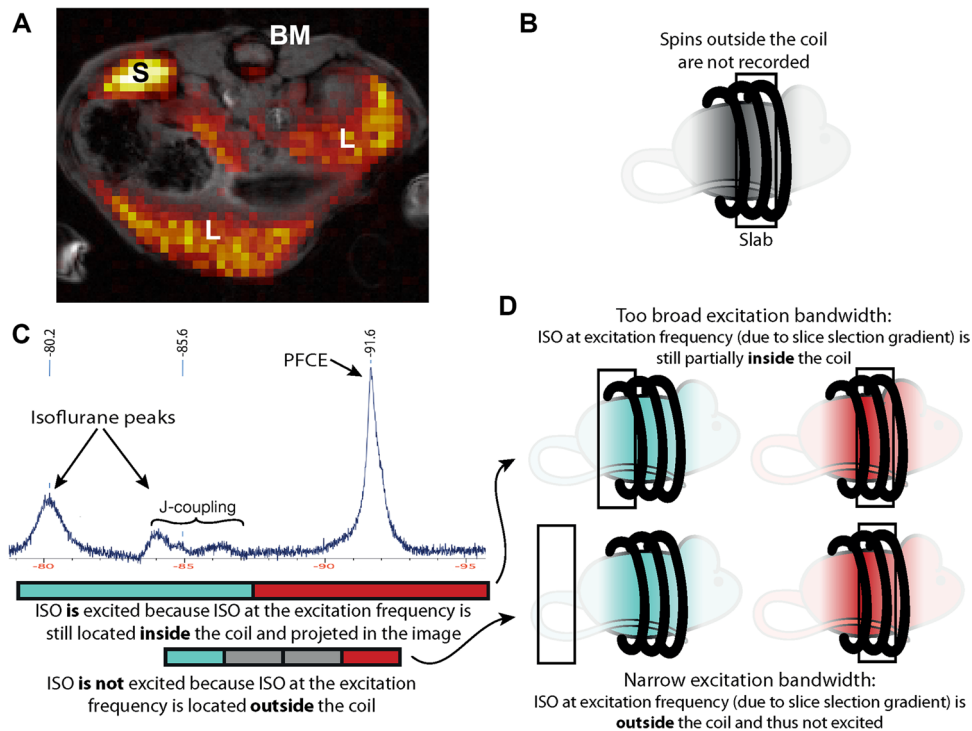 A
BM
S
L
L
B
Spins outside the coil
are not recorded
Slab
C
-80.2
-85.6
-91.6
PFCE
Isoflurane peaks
J-coupling
-80
-85
-90
-95
ISO is excited because ISO at the excitation frequency is
still located inside the coil and projeted in the image
ISO is not excited because ISO at the excitation
frequency is located outside the coil
D
Too broad excitation bandwidth:
ISO at excitation frequency (due to slice slection gradient) is
still partially inside the coil
Narrow excitation bandwidth:
ISO at excitation frequency (due to slice slection gradient) is
outside the coil and thus not excited